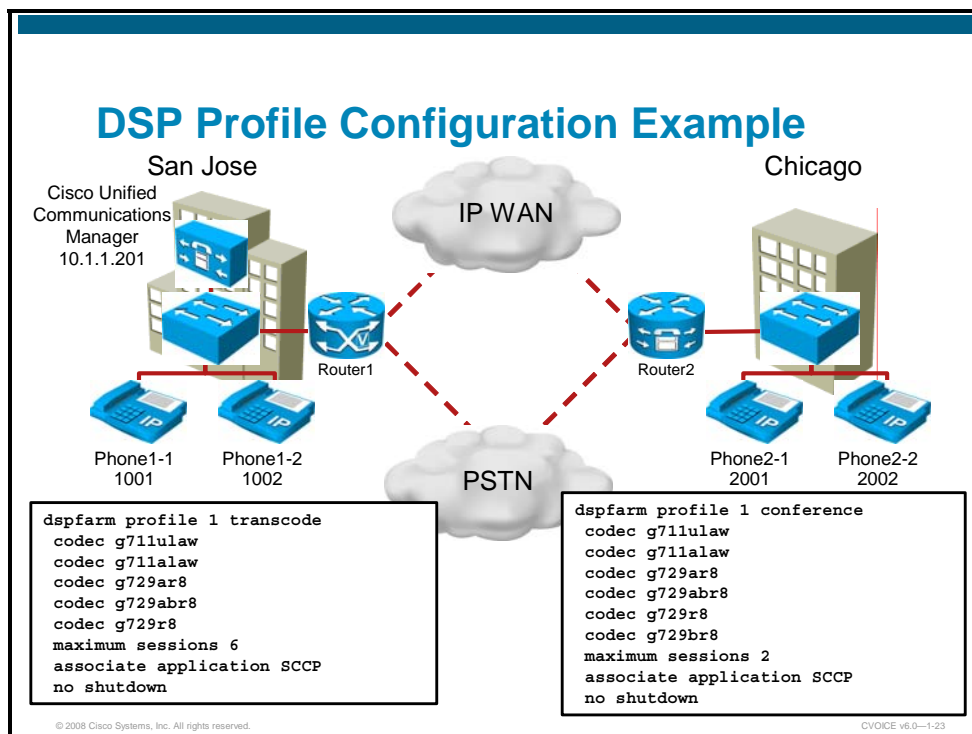 DSP Profile Configuration Example
San Jose
Chicago
Cisco Unified
Communications
Manager
10.1.1.201
IP WAN
V
Router1
Router2
IP
IP
IP
IP
Phone1-1
1001
Phone1-2
1002
PSTN
Phone2-1
2001
Phone2-2
2002
dspfarm profile 1 transcode
codec g711ulaw
codec g711alaw
codec g729ar8
codec g729abr8
codec g729r8
maximum sessions 6
associate application SCCP
no shutdown
dspfarm profile 1 conference
codec g711ulaw
codec g711alaw
codec g729ar8
codec g729abr8
codec g729r8
codec g729br8
maximum sessions 2
associate application SCCP
no shutdown
© 2008 Cisco Systems, Inc. All rights reserved.
CVOICE v6.0—1-23